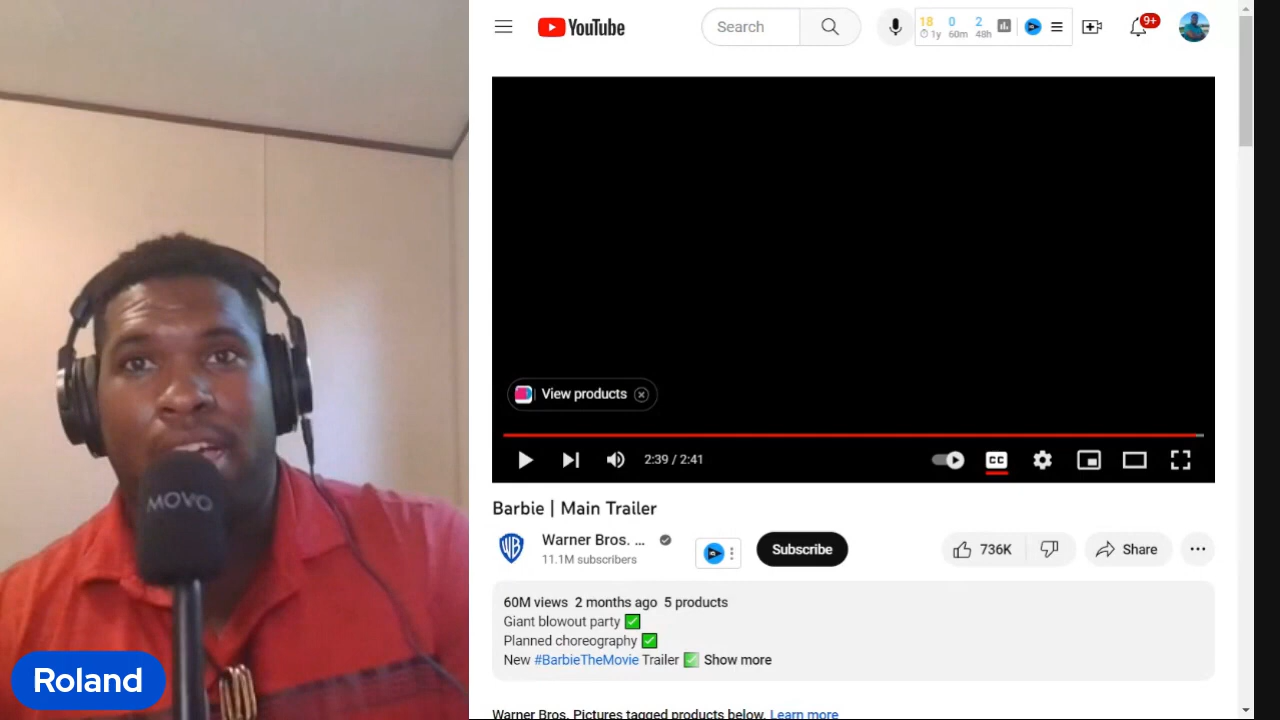 YouTube
Search
18 0 2
1y 60m 48h
9+
View products
2:39 / 2:41
CC
Barbie | Main Trailer
Warner Bros. ...
11.1M subscribers
Subscribe
736K
Share
60M views 2 months ago 5 products
Giant blowout party ✅
Planned choreography ✅
New #BarbieTheMovie Trailer ✅ Show more
Warner Bros. Pictures tagged products below. Learn more
MOVO
Roland